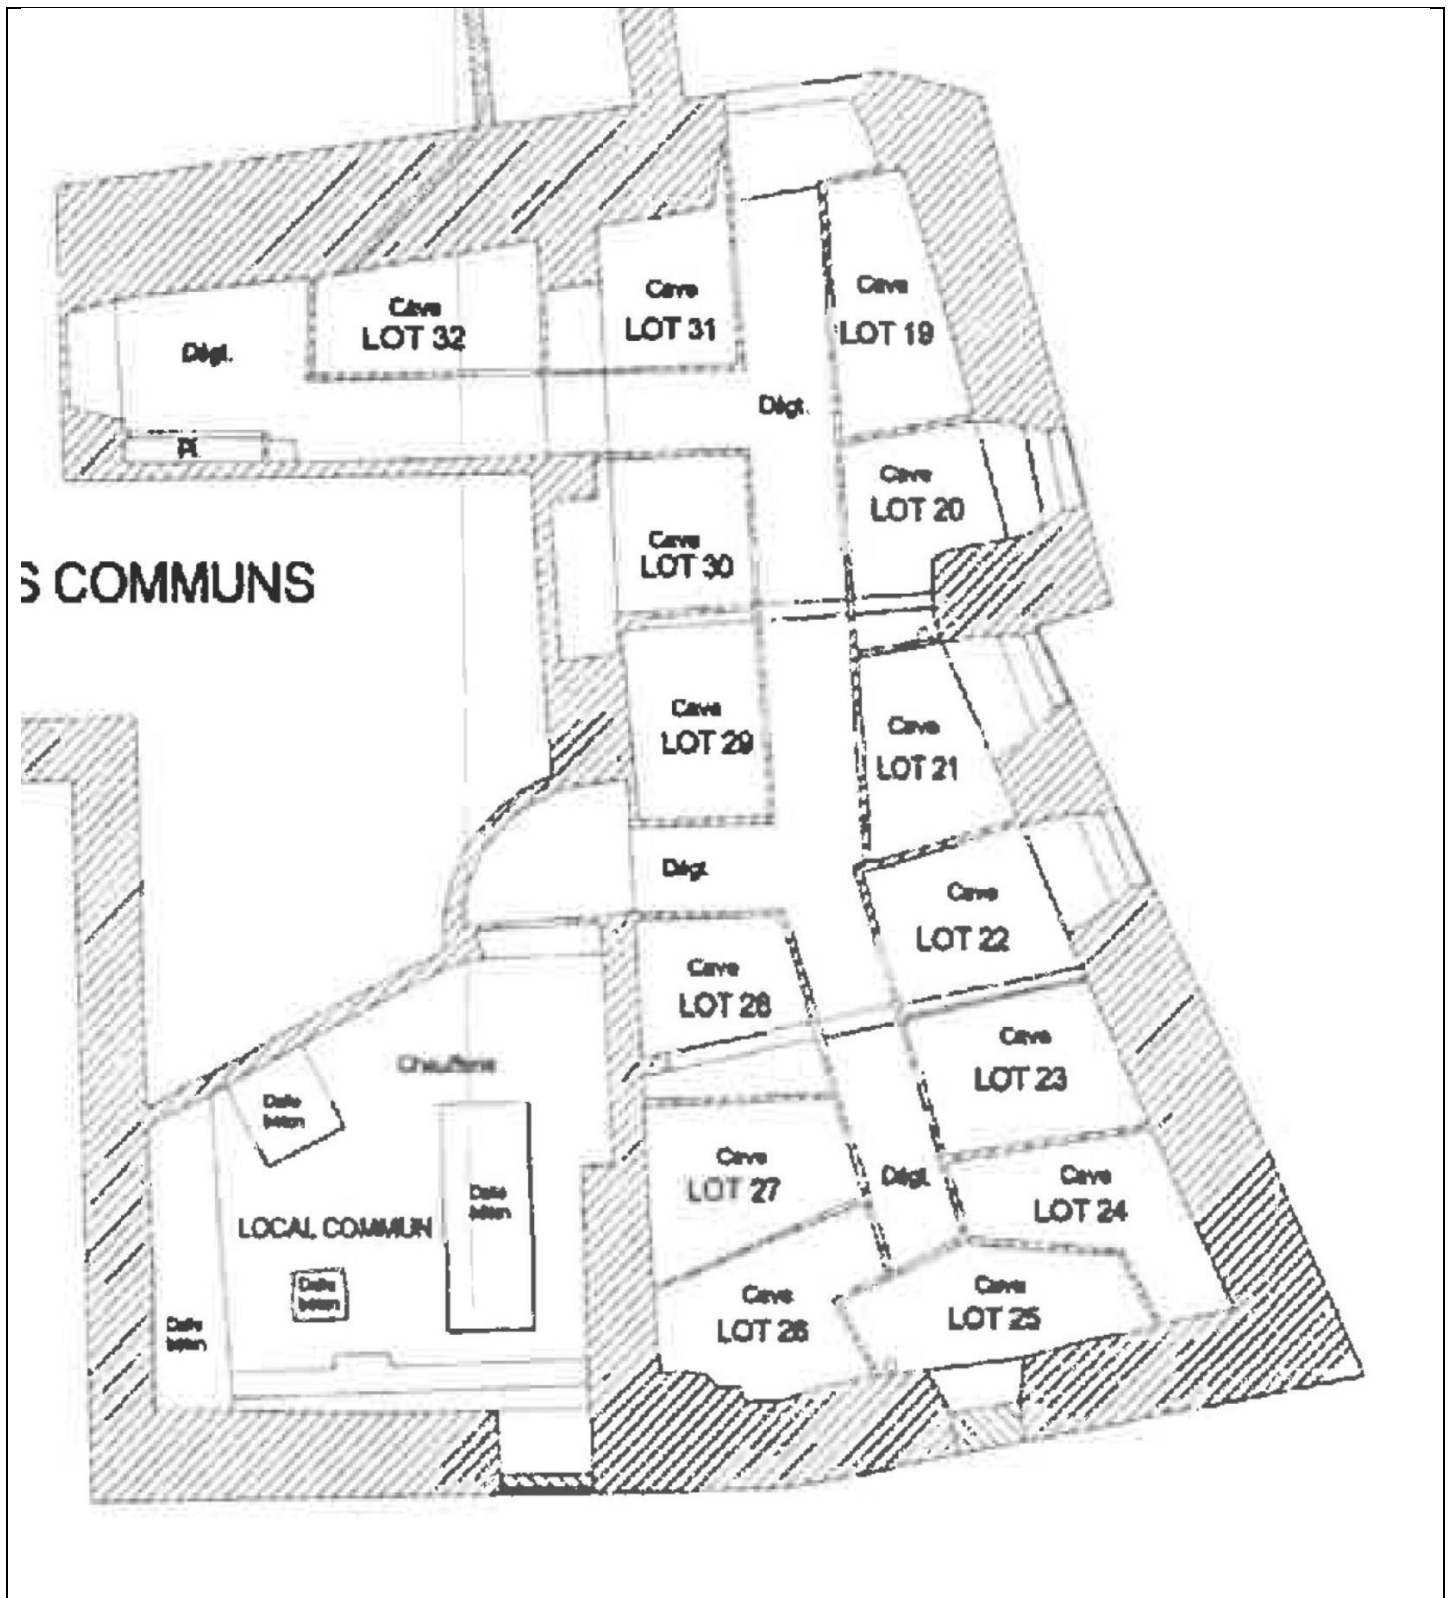 Cave
LOT 32
Cave
LOT 31
Cave
LOT 19
Dégt.
Dégt.
Pl.
Cave
LOT 20
Cave
LOT 30
S COMMUNS
Cave
LOT 29
Cave
LOT 21
Dégt
Cave
LOT 22
Cave
LOT 28
Chaufferie
Cave
LOT 23
Dalle
béton
Cave
LOT 27
Dégt.
Cave
LOT 24
Dalle
béton
LOCAL COMMUN
Dalle
béton
Cave
LOT 26
Cave
LOT 25
Dalle
béton